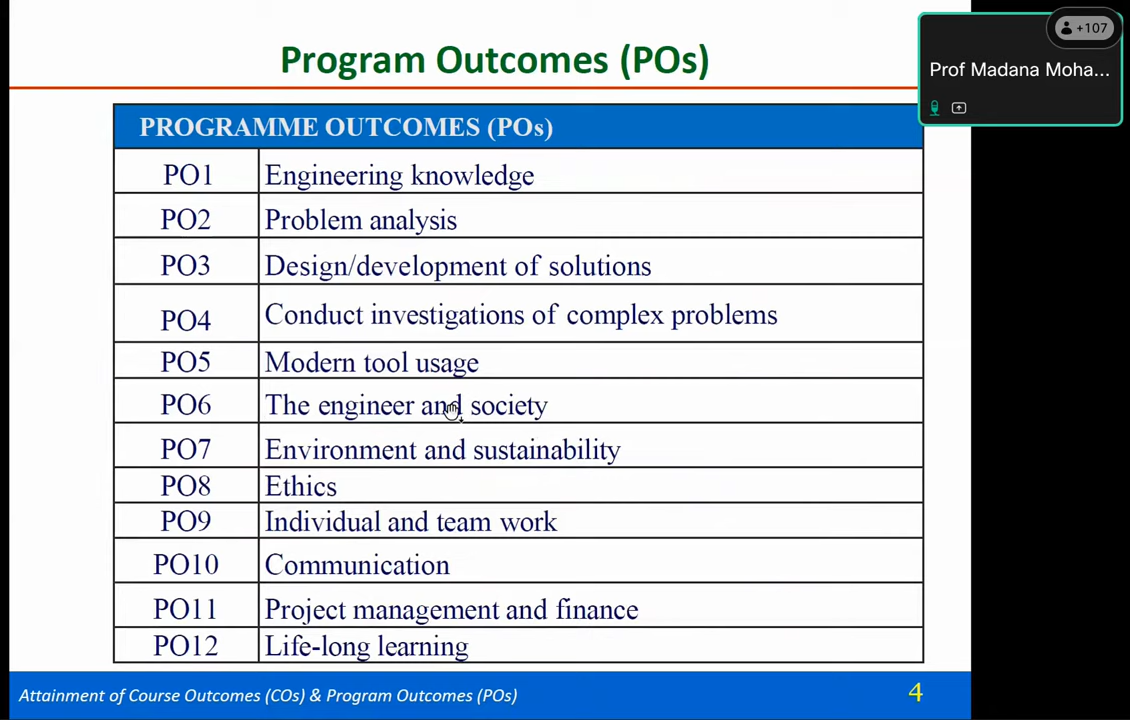 Program Outcomes (POs)
+107
Prof Madana Moha...
PROGRAMME OUTCOMES (POs)
PO1 Engineering knowledge
PO2 Problem analysis
PO3 Design/development of solutions
PO4 Conduct investigations of complex problems
PO5 Modern tool usage
PO6 The engineer and society
PO7 Environment and sustainability
PO8 Ethics
PO9 Individual and team work
PO10 Communication
PO11 Project management and finance
PO12 Life-long learning
Attainment of Course Outcomes (COs) & Program Outcomes (POs) 4